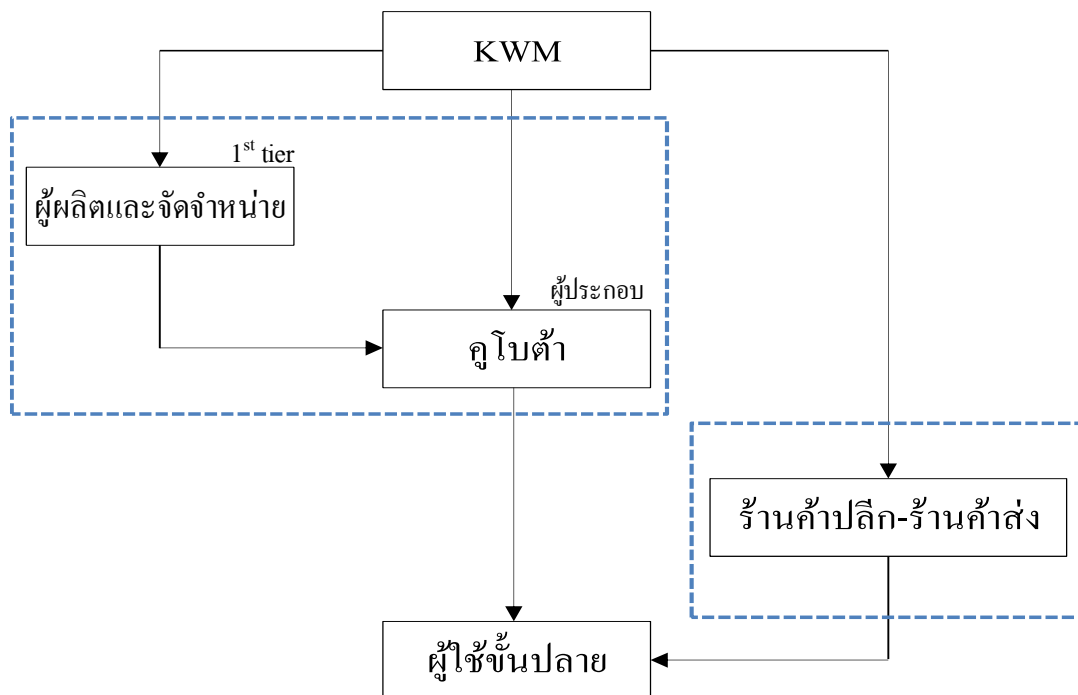 KWM
1st tier
ผู้ผลิตและจัดจำหน่าย
ผู้ประกอบ
คูโบต้า
ร้านค้าปลีก-ร้านค้าส่ง
ผู้ใช้ขั้นปลาย